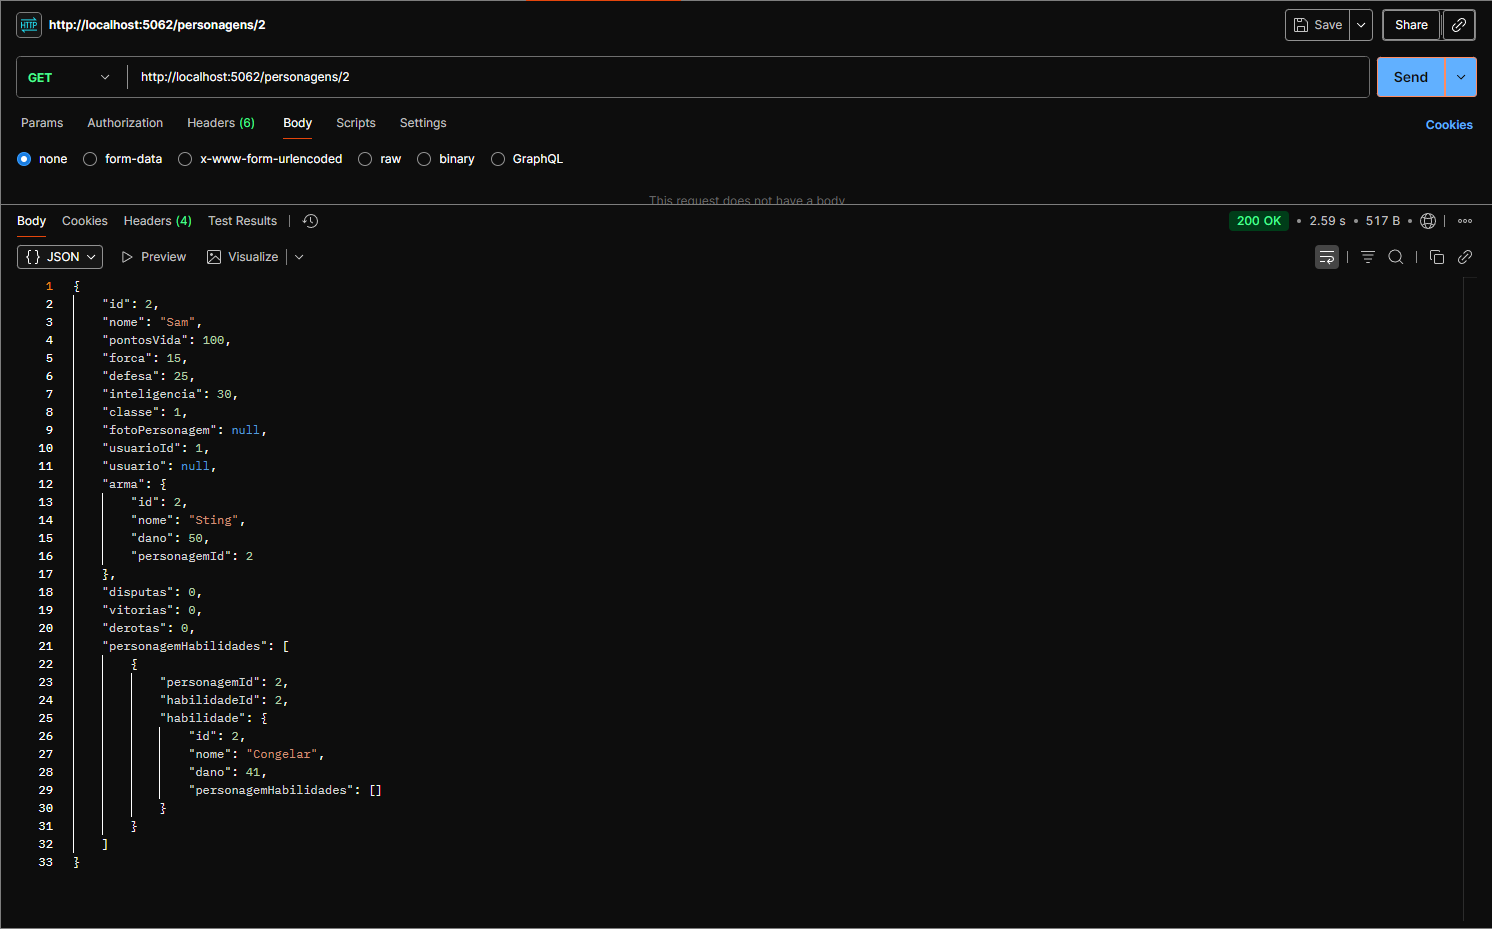 HTTP http://localhost:5062/personagens/2 Save Share
GET http://localhost:5062/personagens/2 Send
Params Authorization Headers (6) Body Scripts Settings Cookies
none form-data x-www-form-urlencoded raw binary GraphQL
This request does not have a body
Body Cookies Headers (4) Test Results 200 OK • 2.59 s • 517 B •
{} JSON Preview Visualize
1 {
2 "id": 2,
3 "nome": "Sam",
4 "pontosVida": 100,
5 "forca": 15,
6 "defesa": 25,
7 "inteligencia": 30,
8 "classe": 1,
9 "fotoPersonagem": null,
10 "usuarioId": 1,
11 "usuario": null,
12 "arma": {
13 "id": 2,
14 "nome": "Sting",
15 "dano": 50,
16 "personagemId": 2
17 },
18 "disputas": 0,
19 "vitorias": 0,
20 "derotas": 0,
21 "personagemHabilidades": [
22 {
23 "personagemId": 2,
24 "habilidadeId": 2,
25 "habilidade": {
26 "id": 2,
27 "nome": "Congelar",
28 "dano": 41,
29 "personagemHabilidades": []
30 }
31 }
32 ]
33 }